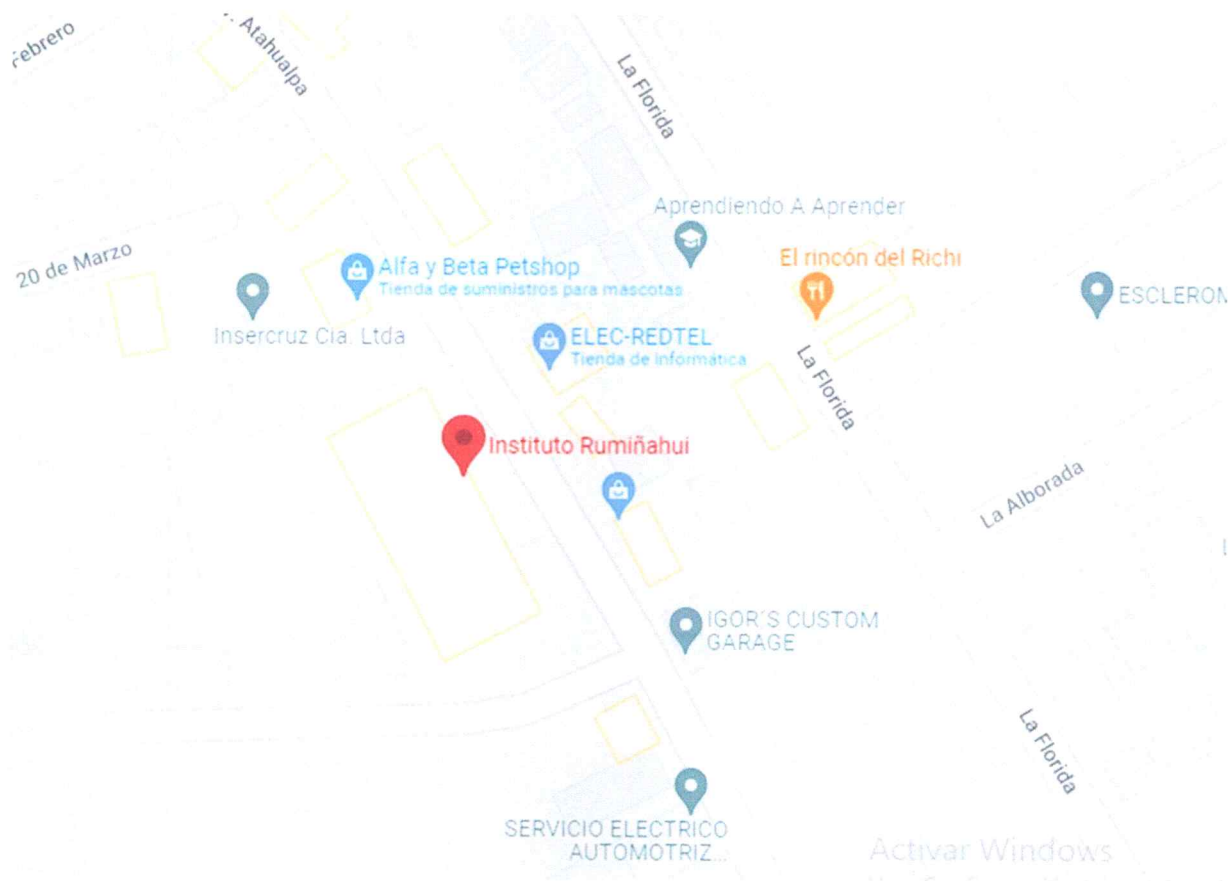 Febrero
Atahualpa
La Florida
Aprendiendo A Aprender
20 de Marzo
Alfa y Beta Petshop
Tienda de suministros para mascotas
El rincón del Richi
Insercruz Cia. Ltda
ELEC-REDTEL
Tienda de informática
La Florida
Instituto Rumiñahui
La Alborada
IGOR´S CUSTOM
GARAGE
La Florida
SERVICIO ELECTRICO
AUTOMOTRIZ...
Activar Windows